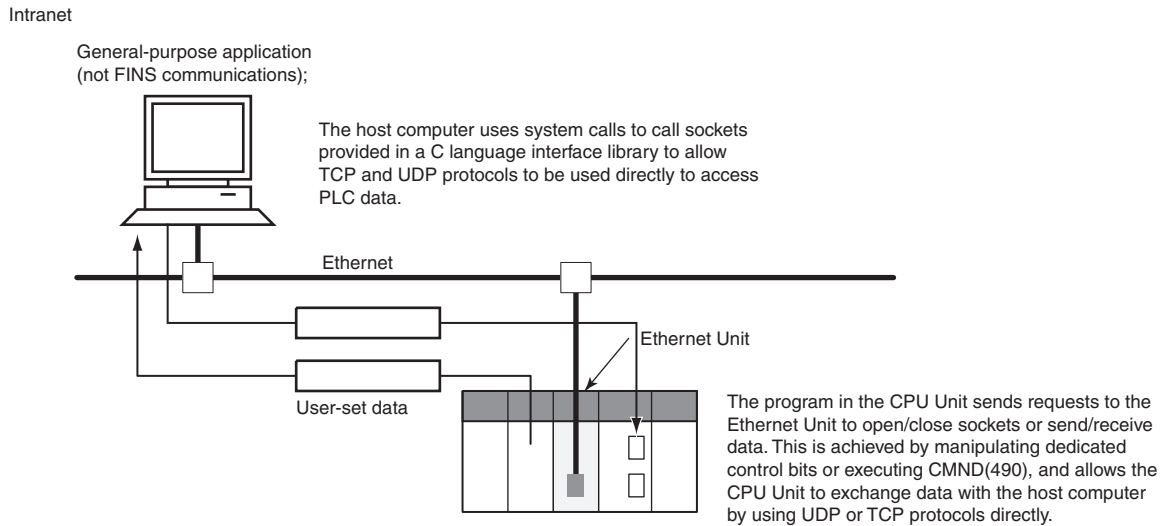 Intranet
General-purpose application
(not FINS communications);
The host computer uses system calls to call sockets
provided in a C language interface library to allow
TCP and UDP protocols to be used directly to access
PLC data.
Ethernet
Ethernet Unit
User-set data
The program in the CPU Unit sends requests to the
Ethernet Unit to open/close sockets or send/receive
data. This is achieved by manipulating dedicated
control bits or executing CMND(490), and allows the
CPU Unit to exchange data with the host computer
by using UDP or TCP protocols directly.